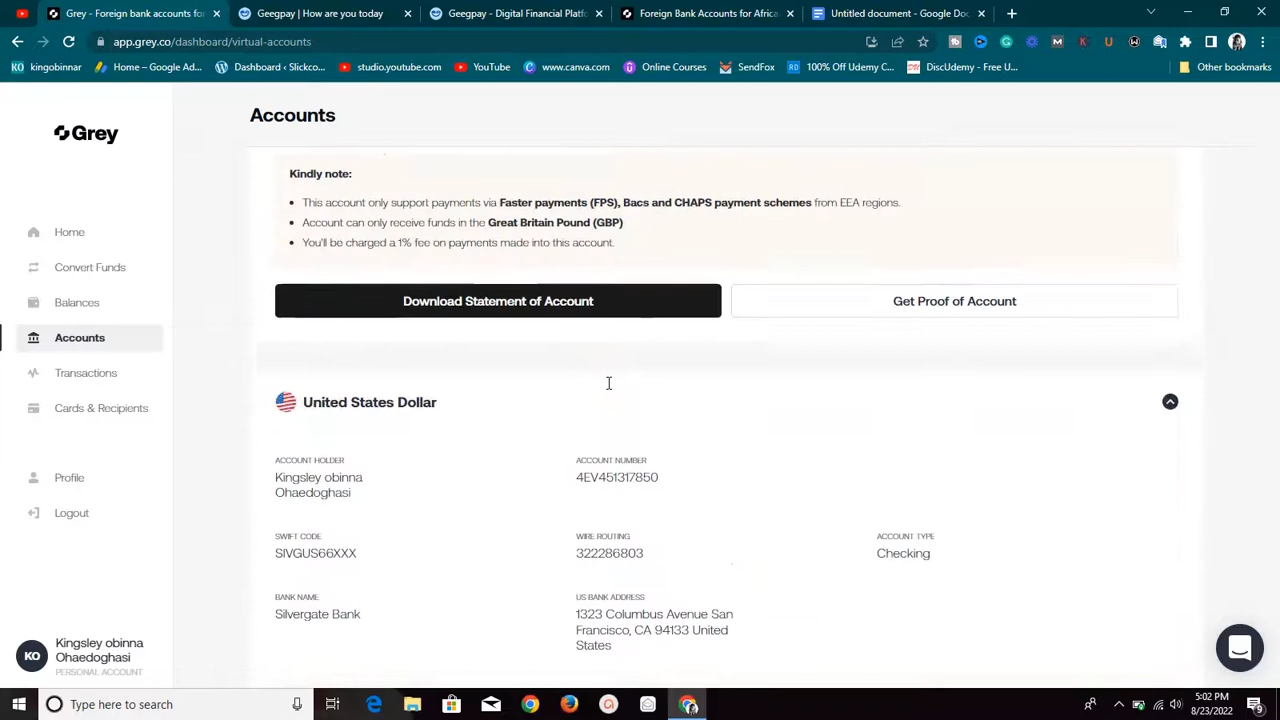 Grey - Foreign bank accounts for
Geegpay | How are you today
Geegpay - Digital Financial Platf
Foreign Bank Accounts for Africa
Untitled document - Google Doc
app.grey.co/dashboard/virtual-accounts
kingobinnar
Home — Google Ad...
Dashboard ‹ Slickco...
studio.youtube.com
YouTube
www.canva.com
Online Courses
SendFox
100% Off Udemy C...
DiscUdemy - Free U...
Other bookmarks
Grey
Home
Convert Funds
Balances
Accounts
Transactions
Cards & Recipients
Profile
Logout
KO
Kingsley obinna
Ohaedoghasi
PERSONAL ACCOUNT
Accounts
Kindly note:
• This account only support payments via Faster payments (FPS), Bacs and CHAPS payment schemes from EEA regions.
• Account can only receive funds in the Great Britain Pound (GBP)
• You'll be charged a 1% fee on payments made into this account.
Download Statement of Account
Get Proof of Account
United States Dollar
ACCOUNT HOLDER
Kingsley obinna
Ohaedoghasi
ACCOUNT NUMBER
4EV451317850
SWIFT CODE
SIVGUS66XXX
WIRE ROUTING
322286803
ACCOUNT TYPE
Checking
BANK NAME
Silvergate Bank
US BANK ADDRESS
1323 Columbus Avenue San
Francisco, CA 94133 United
States
Type here to search
5:02 PM
8/23/2022